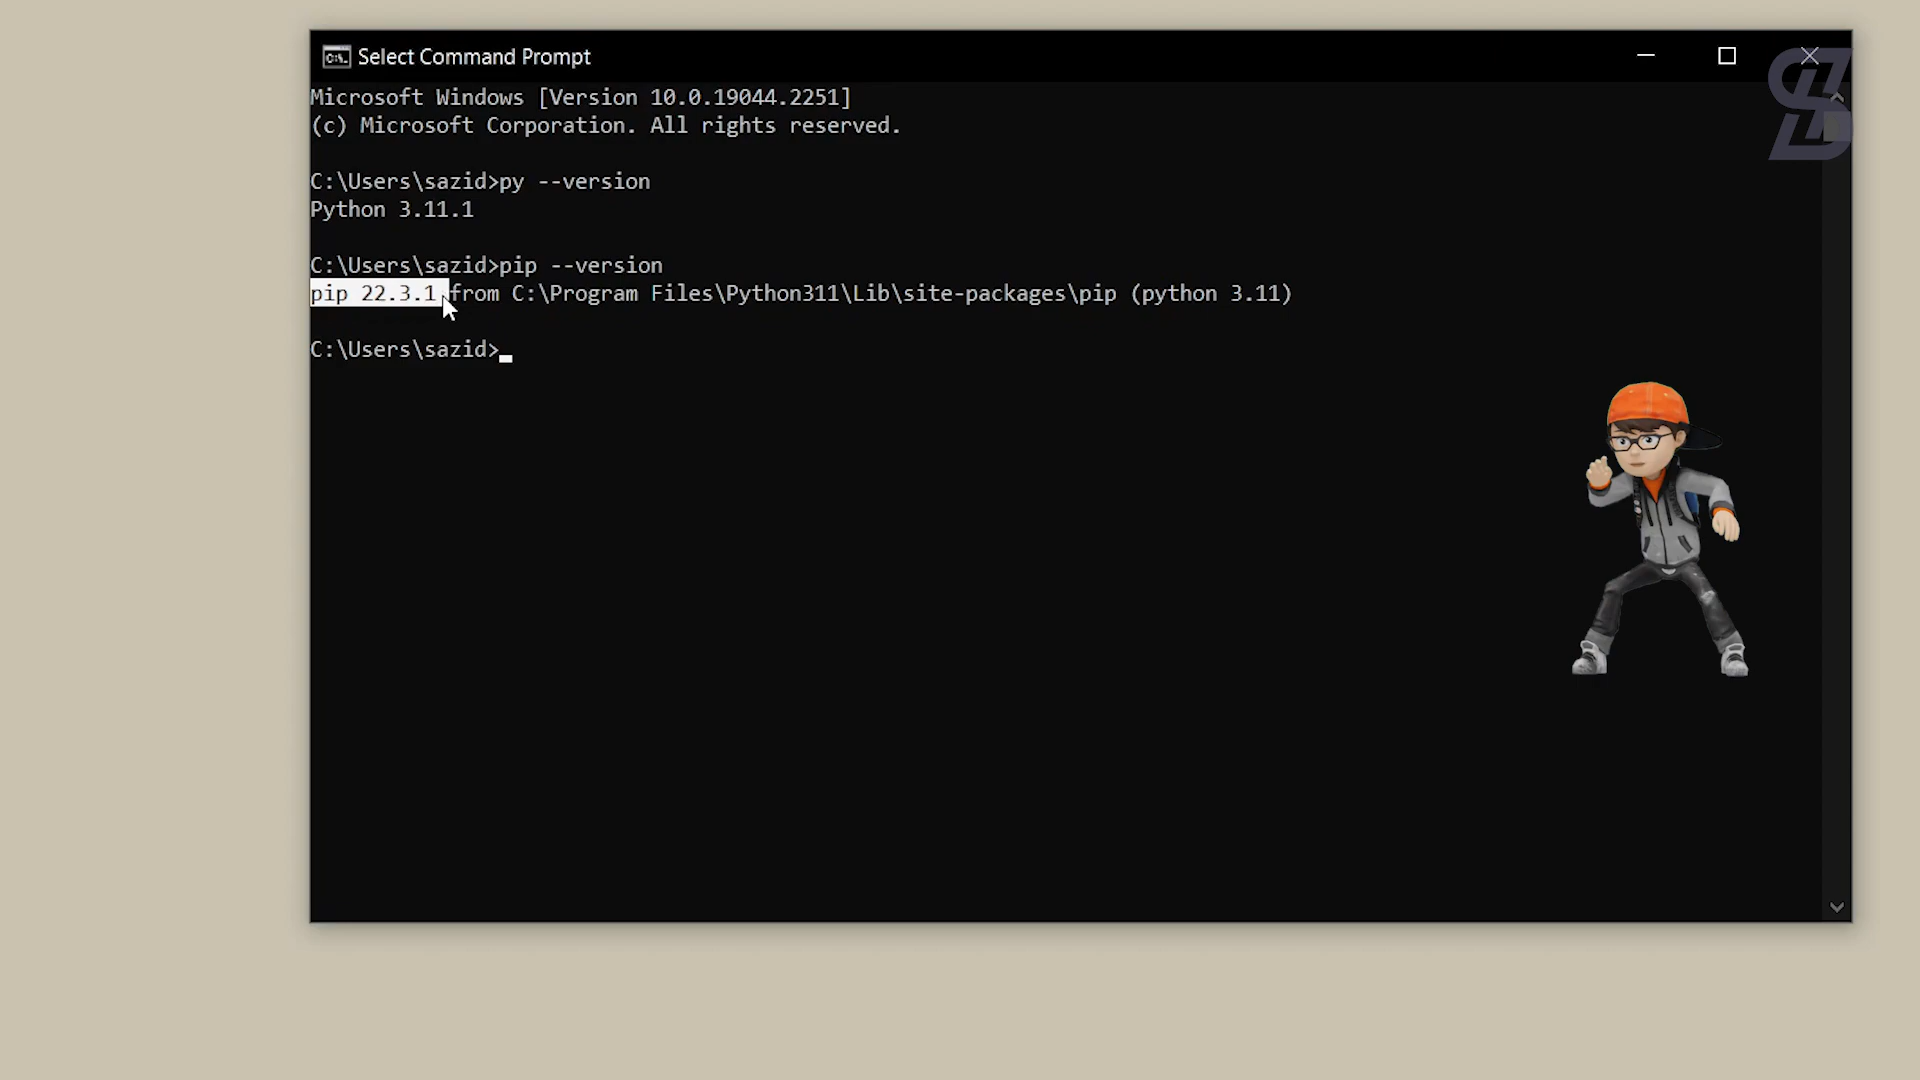 Select Command Prompt
Microsoft Windows [Version 10.0.19044.2251]
(c) Microsoft Corporation. All rights reserved.
C:\Users\sazid>py --version
Python 3.11.1
C:\Users\sazid>pip --version
pip 22.3.1 from C:\Program Files\Python311\Lib\site-packages\pip (python 3.11)
C:\Users\sazid>